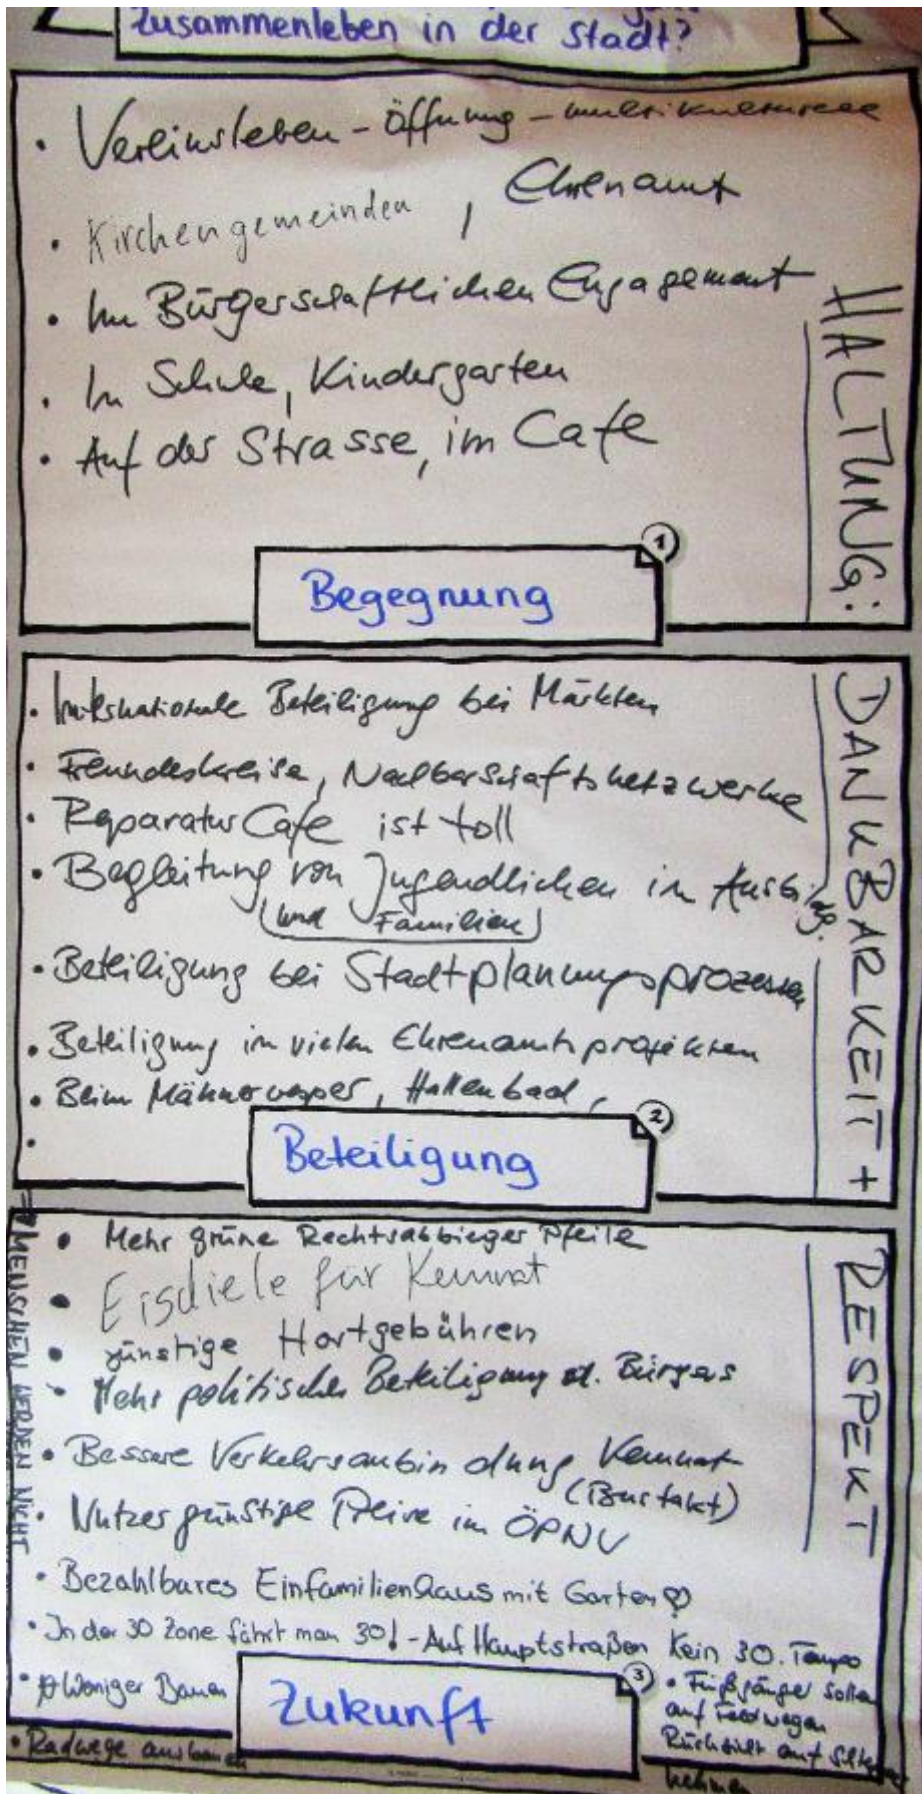 Zusammenleben in der Stadt?
• Vereinsleben - Öffnung - multikulturelle
• Kirchengemeinden, Ehrenamt
• Im Bürgerschaftlichen Engagement
• In Schule, Kindergarten
• Auf der Strasse, im Cafe
HALTUNG:
1
Begegnung
• Internationale Beteiligung bei Märkten
• Freundeskreise, Nachbarschaftsnetzwerke
• Reparatur Cafe ist toll
• Begleitung von Jugendlichen in Ausbildg.
(und Familien)
• Beteiligung bei Stadtplanungsprozessen
• Beteiligung in vielen Ehrenamtsprojekten
• Beim Männervesper, Hallenbad,
•
DANKBARKEIT +
2
Beteiligung
• Mehr grüne Rechtsabbieger Pfeile
• Eisdiele für Kemnat
• günstige Hortgebühren
• Mehr politische Beteiligung d. Bürgers
• Bessere Verkehrsanbindung Kemnat
(Bustakt)
• Nutzergünstige Preise im ÖPNV
• Bezahlbares Einfamilienhaus mit Garten
• In der 30 Zone fährt man 30! - Auf Hauptstraßen kein 30. Tempo
• Weniger Bauen
• Radwege ausbauen
• Fußgänger sollen
auf
Rücksicht auf
nehmen
RESPEKT
→ MENSCHEN WERDEN NICHT
3
Zukunft